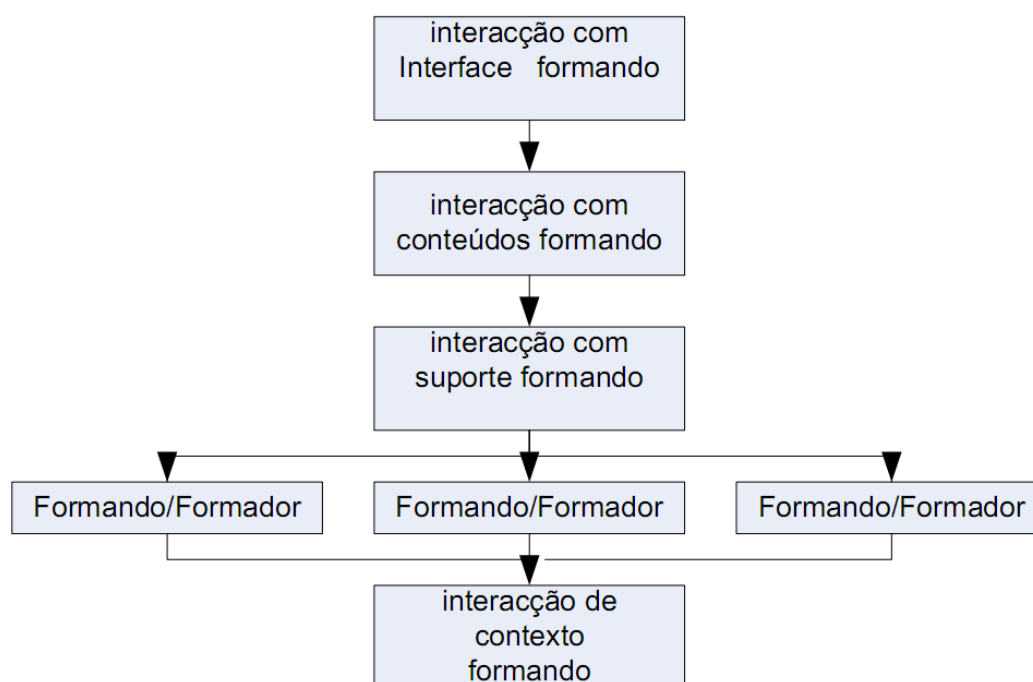 interacção com
Interface formando
interacção com
conteúdos formando
interacção com
suporte formando
Formando/Formador
Formando/Formador
Formando/Formador
interacção de
contexto
formando